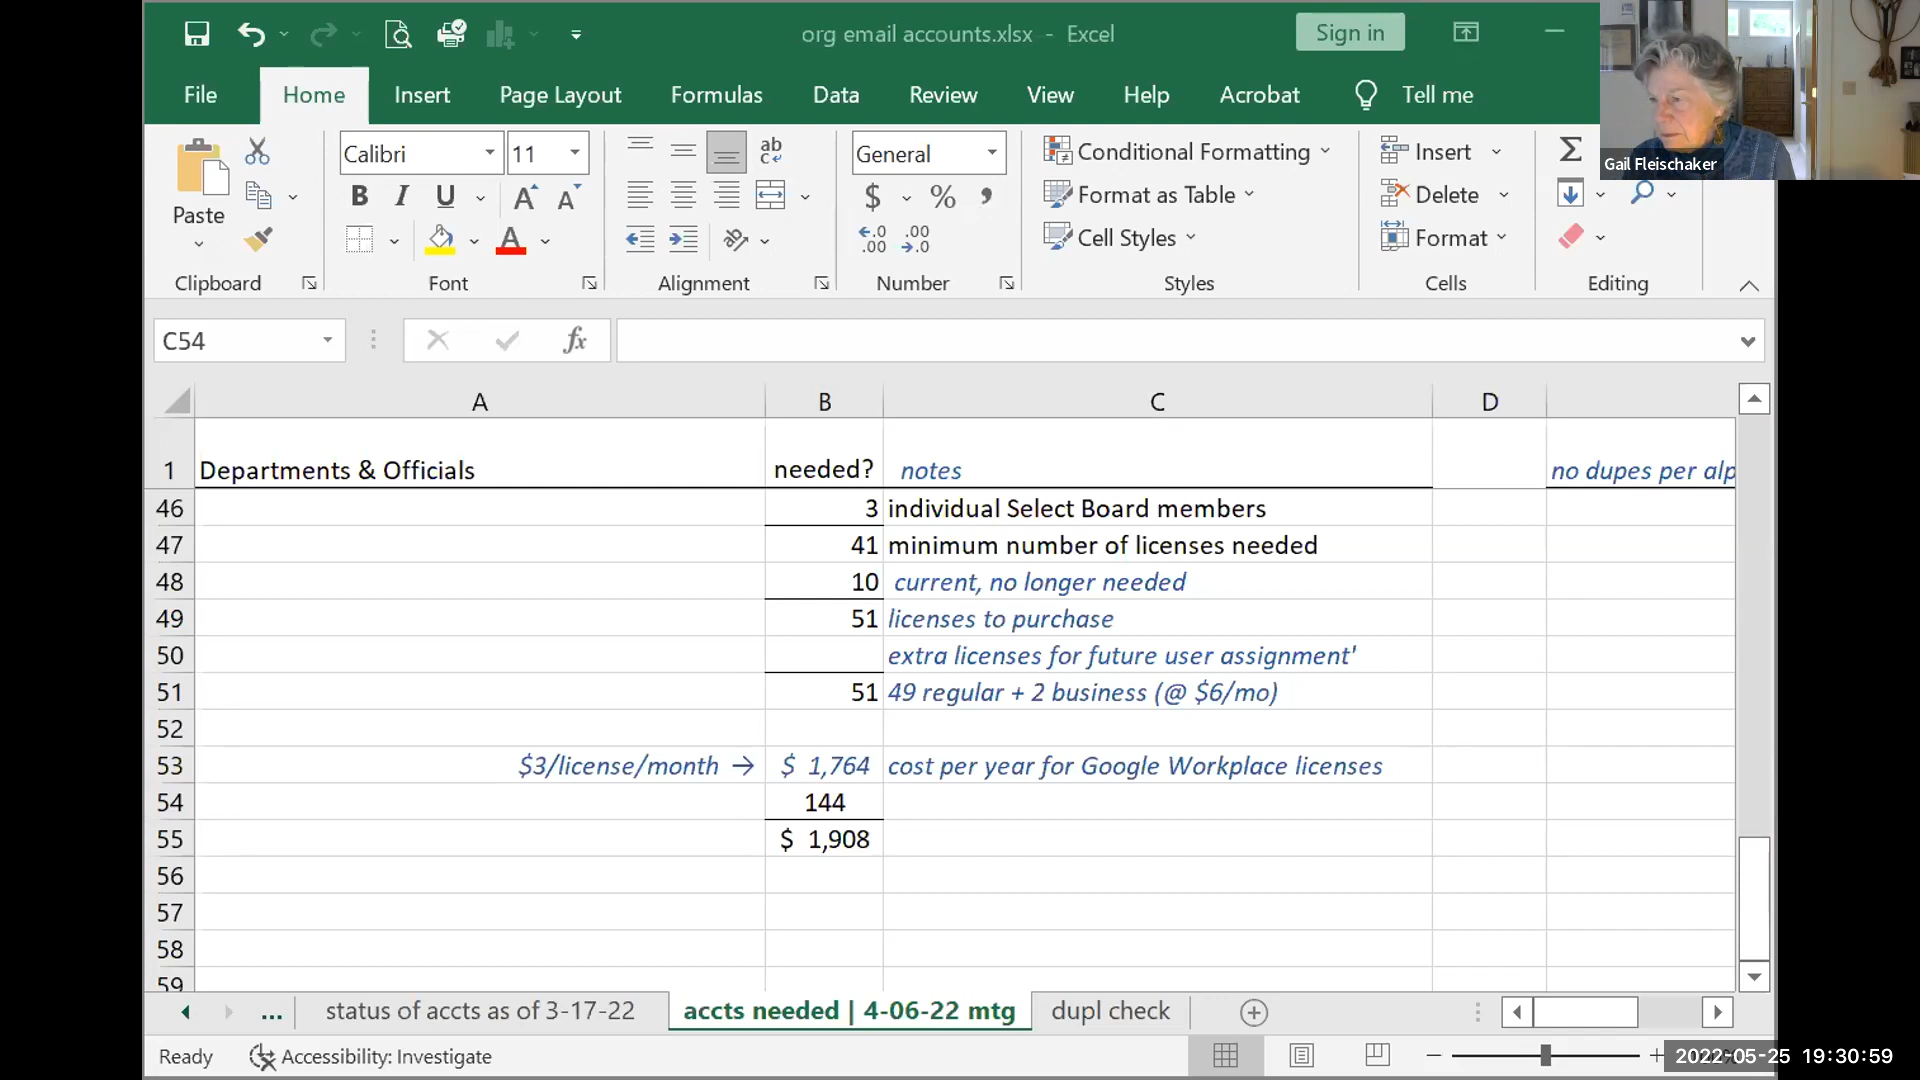 org email accounts.xlsx - Excel
Sign in
File Home Insert Page Layout Formulas Data Review View Help Acrobat Tell me
Gail Fleischaker
Paste
Calibri 11
B I U A A
ab
General
$ % ,
Conditional Formatting
Format as Table
Cell Styles
Insert
Delete
Format
Clipboard Font Alignment Number Styles Cells Editing
C54 fx
A B C D
1 Departments & Officials needed? notes no dupes per alp
46 3 individual Select Board members
47 41 minimum number of licenses needed
48 10 current, no longer needed
49 51 licenses to purchase
50 extra licenses for future user assignment'
51 51 49 regular + 2 business (@ $6/mo)
52
53 $3/license/month → $ 1,764 cost per year for Google Workplace licenses
54 144
55 $ 1,908
56
57
58
59
... status of accts as of 3-17-22 accts needed | 4-06-22 mtg dupl check
Ready Accessibility: Investigate
2022-05-25 19:30:59